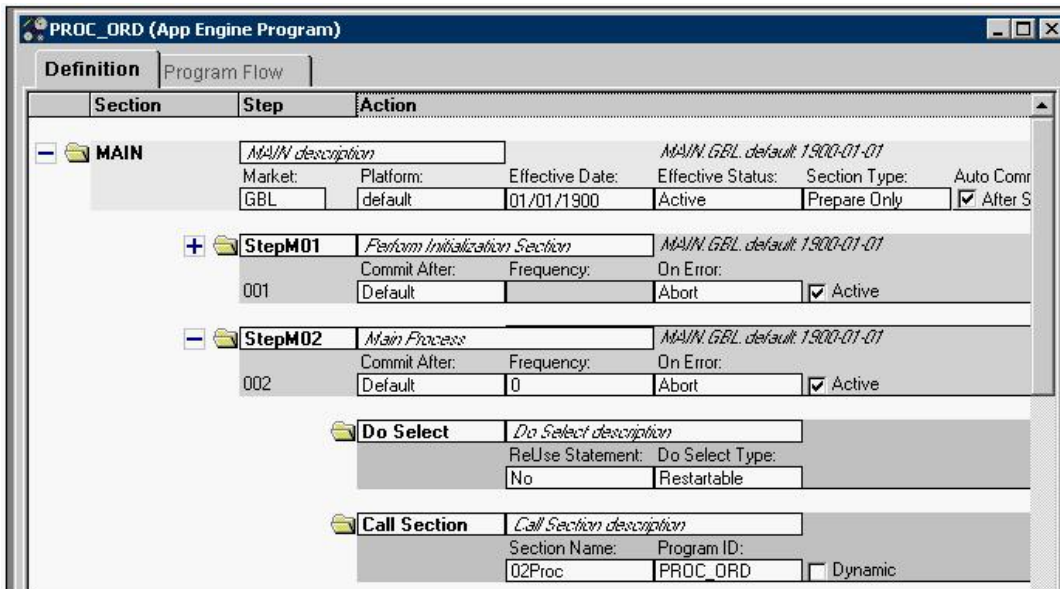 PROC_ORD (App Engine Program)
Definition Program Flow
Section Step Action
MAIN MAIN description MAIN.GBL.default.1900-01-01
Market: Platform: Effective Date: Effective Status: Section Type: Auto Comm
GBL default 01/01/1900 Active Prepare Only After S
StepM01 Perform Initialization Section MAIN.GBL.default.1900-01-01
Commit After: Frequency: On Error:
001 Default Abort Active
StepM02 Main Process MAIN.GBL.default.1900-01-01
Commit After: Frequency: On Error:
002 Default 0 Abort Active
Do Select Do Select description
ReUse Statement: Do Select Type:
No Restartable
Call Section Call Section description
Section Name: Program ID:
02Proc PROC_ORD Dynamic